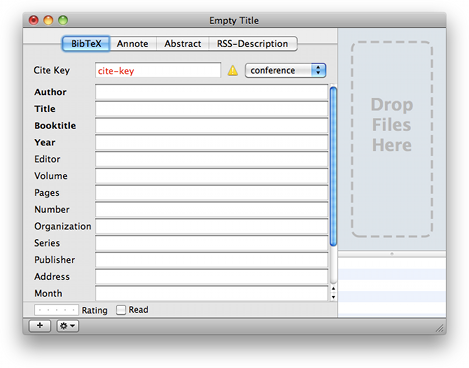 Empty Title
BibTeX Annote Abstract RSS-Description
Cite Key cite-key conference
Author
Title
Booktitle
Year
Editor
Volume
Pages
Number
Organization
Series
Publisher
Address
Month
Rating Read
Drop
Files
Here